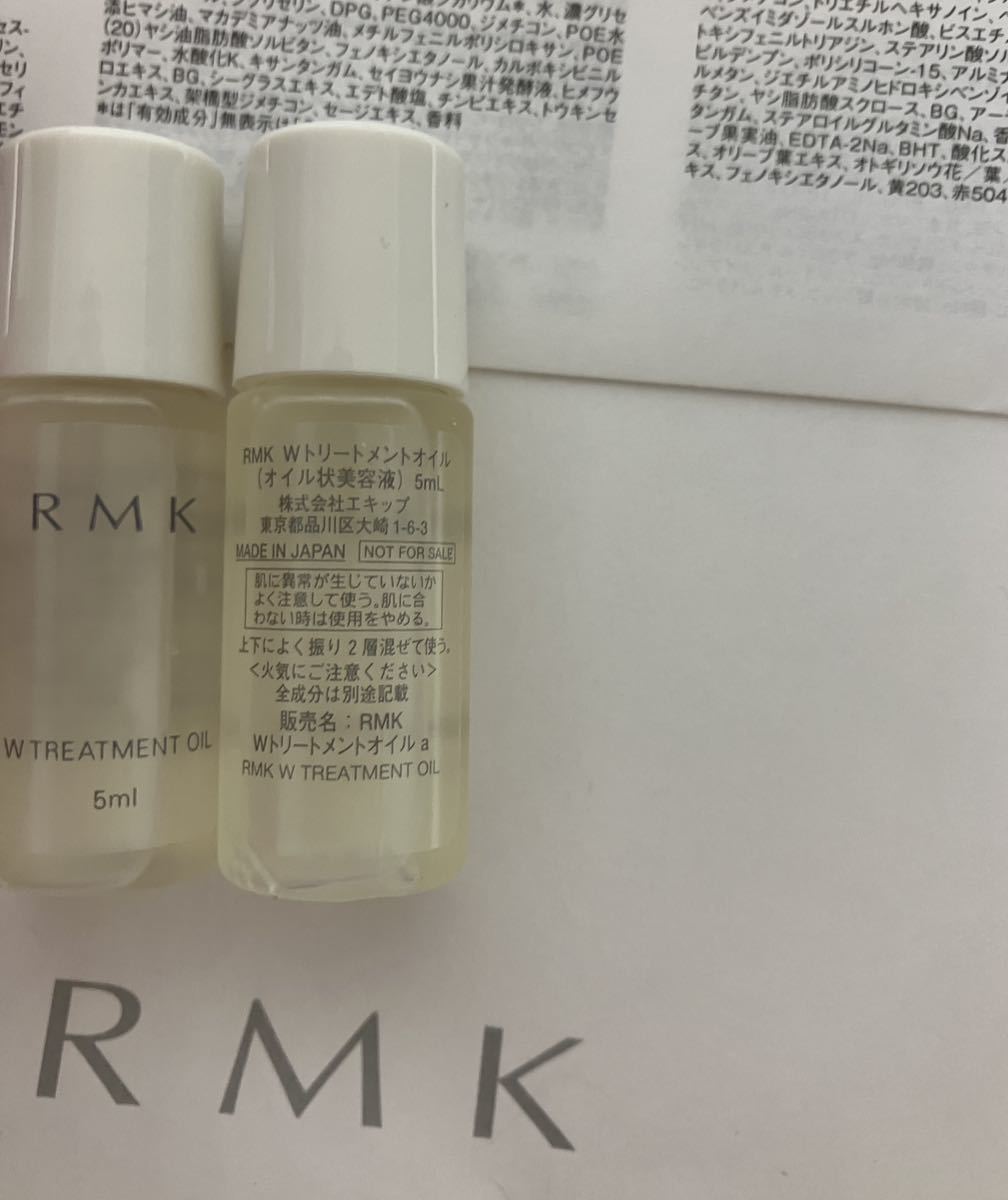 添ヒマシ油、マカデミアナッツ油、メチルフェニルポリシロキサン、POE
DPG、PEG4000、ジメチコン、POE水
(20)ヤシ油脂肪酸ソルビタン、フェノキシエタノール、カルボキシビニル
ポリマー、水酸化K、キサンタンガム、セイヨウナシ果汁発酵液、ヒメフウ
ロエキス、BG、シーグラスエキス、エデト酸塩、チンピエキス、トウキンセ
ンカエキス、架橋型ジメチコン、セージエキス、香料
*は「有効成分」無表示は
ベンズイミダゾールスルホン酸、ビスエチ
トキシフェニルトリアジン、ステアリン酸ソル
ビルデンプン、ポリシリコーン-15、アルミ
ルメタン、ジエチルアミノヒドロキシベンゾイ
チタン、ヤシ脂肪酸スクロース、BG、アー
タンガム、ステアロイルグルタミン酸Na、香
ーブ果実油、EDTA-2Na、BHT、酸化ス
ス、オリーブ葉エキス、オトギリソウ花/葉/
キス、フェノキシエタノール、黄203、赤504
R M K
W TREATMENT OIL
5ml
RMK Wトリートメントオイル
(オイル状美容液) 5mL
株式会社エキップ
東京都品川区大崎1-6-3
MADE IN JAPAN NOT FOR SALE
肌に異常が生じていないか
よく注意して使う。肌に合
わない時は使用をやめる。
上下によく振り2層混ぜて使う。
<火気にご注意ください>
全成分は別途記載
販売名:RMK
Wトリートメントオイルa
RMK W TREATMENT OIL
R M K